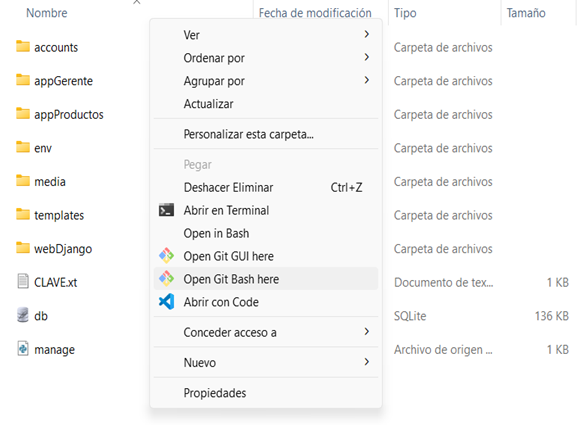 Nombre Fecha de modificación Tipo Tamaño
accounts Carpeta de archivos
appGerente Carpeta de archivos
appProductos Carpeta de archivos
env Carpeta de archivos
media Carpeta de archivos
templates Carpeta de archivos
webDjango Carpeta de archivos
CLAVE.xt Documento de tex... 1 KB
db SQLite 136 KB
manage Archivo de origen ... 1 KB
Ver
Ordenar por
Agrupar por
Actualizar
Personalizar esta carpeta...
Pegar
Deshacer Eliminar Ctrl+Z
Abrir en Terminal
Open in Bash
Open Git GUI here
Open Git Bash here
Abrir con Code
Conceder acceso a
Nuevo
Propiedades